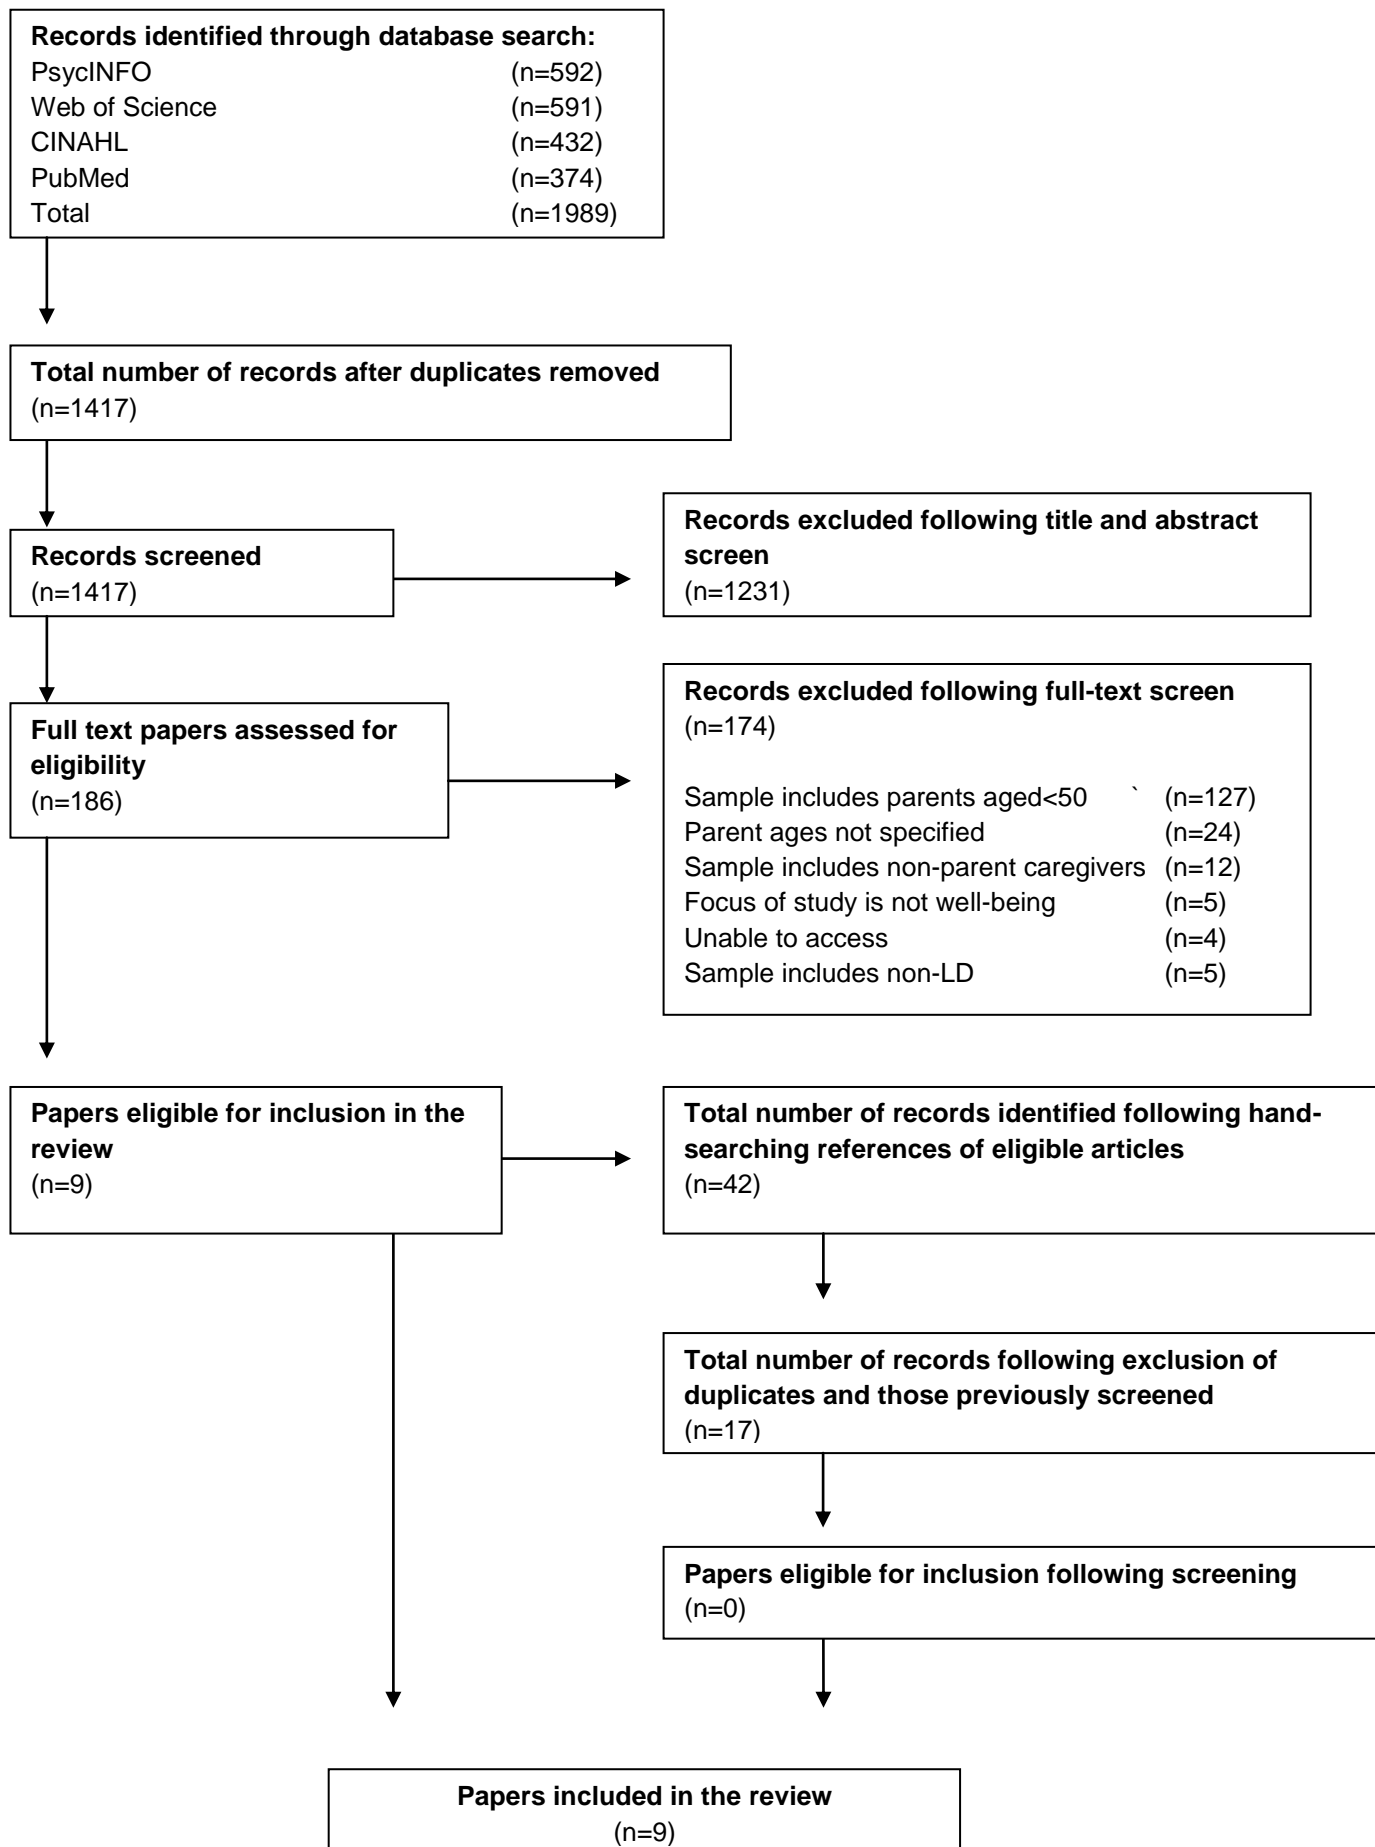 Records identified through database search:
PsycINFO (n=592)
Web of Science (n=591)
CINAHL (n=432)
PubMed (n=374)
Total (n=1989)
Total number of records after duplicates removed
(n=1417)
Records screened
(n=1417)
Records excluded following title and abstract
screen
(n=1231)
Full text papers assessed for
eligibility
(n=186)
Records excluded following full-text screen
(n=174)
Sample includes parents aged<50 ` (n=127)
Parent ages not specified (n=24)
Sample includes non-parent caregivers (n=12)
Focus of study is not well-being (n=5)
Unable to access (n=4)
Sample includes non-LD (n=5)
Papers eligible for inclusion in the
review
(n=9)
Total number of records identified following hand-
searching references of eligible articles
(n=42)
Total number of records following exclusion of
duplicates and those previously screened
(n=17)
Papers eligible for inclusion following screening
(n=0)
Papers included in the review
(n=9)